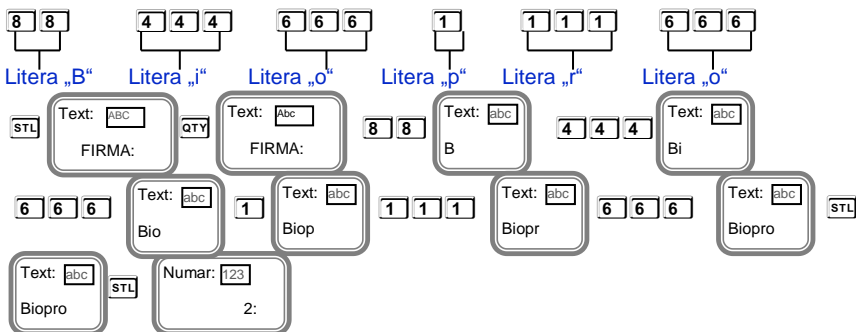 8 8 4 4 4 6 6 6 1 1 1 1 6 6 6
Litera „B“ Litera „i“ Litera „o“ Litera „p“ Litera „r“ Litera „o“
STL Text: ABC QTY Text: Abc 8 8 Text: abc 4 4 4 Text: abc
FIRMA: FIRMA: B Bi
6 6 6 Text: abc 1 Text: abc 1 1 1 Text: abc 6 6 6 Text: abc STL
Bio Biop Biopr Biopro
Text: abc STL Numar: 123
Biopro 2: